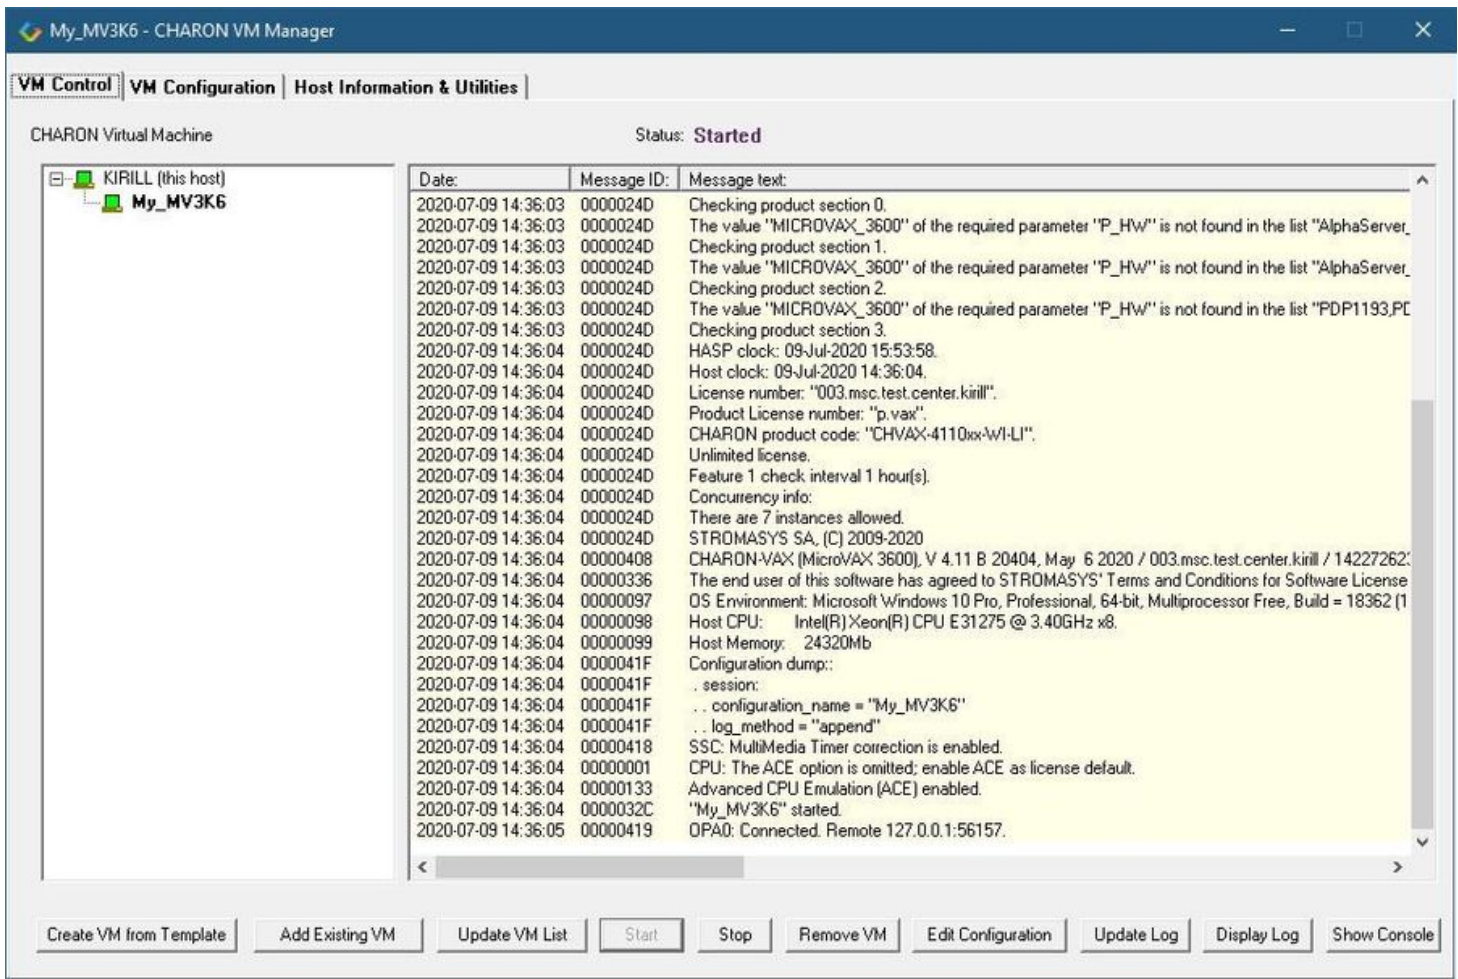 My_MV3K6 - CHARON VM Manager
VM Control VM Configuration Host Information & Utilities
CHARON Virtual Machine
Status: Started
KIRILL (this host)
My_MV3K6
Date: Message ID: Message text:
2020-07-09 14:36:03 0000024D Checking product section 0.
2020-07-09 14:36:03 0000024D The value "MICROVAX_3600" of the required parameter "P_HW" is not found in the list "AlphaServer_
2020-07-09 14:36:03 0000024D Checking product section 1.
2020-07-09 14:36:03 0000024D The value "MICROVAX_3600" of the required parameter "P_HW" is not found in the list "AlphaServer_
2020-07-09 14:36:03 0000024D Checking product section 2.
2020-07-09 14:36:03 0000024D The value "MICROVAX_3600" of the required parameter "P_HW" is not found in the list "PDP1193,PD
2020-07-09 14:36:03 0000024D Checking product section 3.
2020-07-09 14:36:04 0000024D HASP clock: 09-Jul-2020 15:53:58.
2020-07-09 14:36:04 0000024D Host clock: 09-Jul-2020 14:36:04.
2020-07-09 14:36:04 0000024D License number: "003.msc.test.center.kirill".
2020-07-09 14:36:04 0000024D Product License number: "p.vax".
2020-07-09 14:36:04 0000024D CHARON product code: "CHVAX-4110xx-WI-LI".
2020-07-09 14:36:04 0000024D Unlimited license.
2020-07-09 14:36:04 0000024D Feature 1 check interval 1 hour(s).
2020-07-09 14:36:04 0000024D Concurrency info:
2020-07-09 14:36:04 0000024D There are 7 instances allowed.
2020-07-09 14:36:04 0000024D STROMASYS SA, (C) 2009-2020
2020-07-09 14:36:04 00000408 CHARON-VAX (MicroVAX 3600), V 4.11 B 20404, May 6 2020 / 003.msc.test.center.kirill / 142272623
2020-07-09 14:36:04 00000336 The end user of this software has agreed to STROMASYS' Terms and Conditions for Software License
2020-07-09 14:36:04 00000097 OS Environment: Microsoft Windows 10 Pro, Professional, 64-bit, Multiprocessor Free, Build = 18362 (1
2020-07-09 14:36:04 00000098 Host CPU: Intel(R) Xeon(R) CPU E31275 @ 3.40GHz x8.
2020-07-09 14:36:04 00000099 Host Memory: 24320Mb
2020-07-09 14:36:04 0000041F Configuration dump::
2020-07-09 14:36:04 0000041F . session:
2020-07-09 14:36:04 0000041F . . configuration_name = "My_MV3K6"
2020-07-09 14:36:04 0000041F . . log_method = "append"
2020-07-09 14:36:04 00000418 SSC: MultiMedia Timer correction is enabled.
2020-07-09 14:36:04 00000001 CPU: The ACE option is omitted; enable ACE as license default.
2020-07-09 14:36:04 00000133 Advanced CPU Emulation (ACE) enabled.
2020-07-09 14:36:04 0000032C "My_MV3K6" started.
2020-07-09 14:36:05 00000419 OPA0: Connected. Remote 127.0.0.1:56157.
Create VM from Template Add Existing VM Update VM List Start Stop Remove VM Edit Configuration Update Log Display Log Show Console